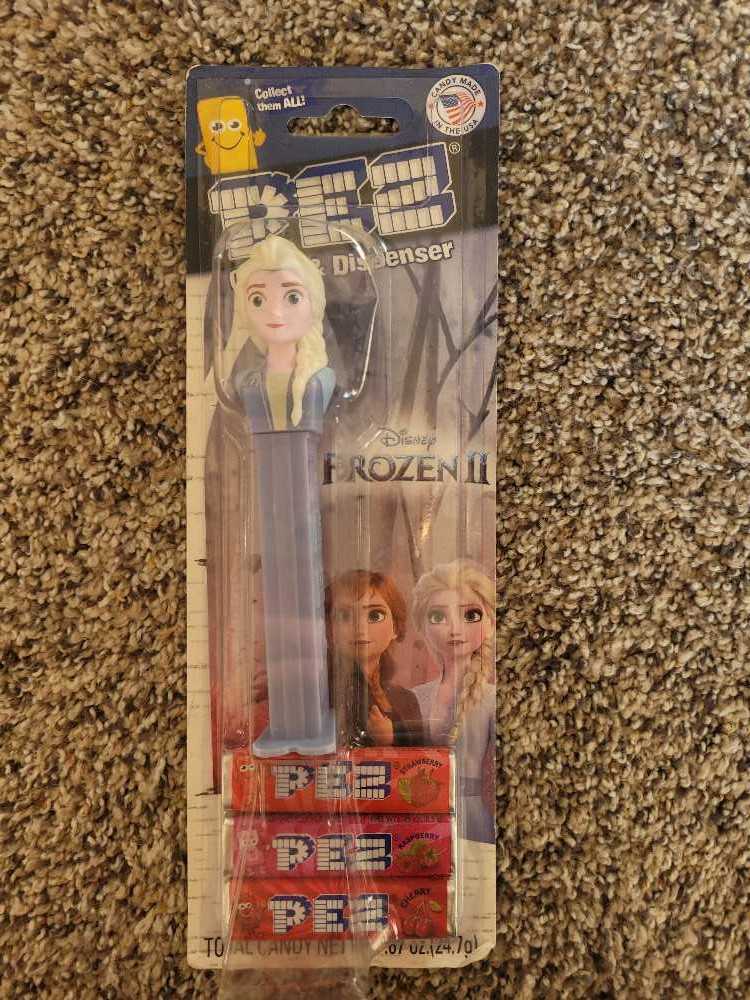 Collect
them ALL!
CANDY MADE
IN THE USA
PEZ®
& Dispenser
Disney
FROZEN II
PEZ STRAWBERRY
PEZ RASPBERRY
PEZ CHERRY
TOTAL CANDY NET .87 OZ.(24.7g)